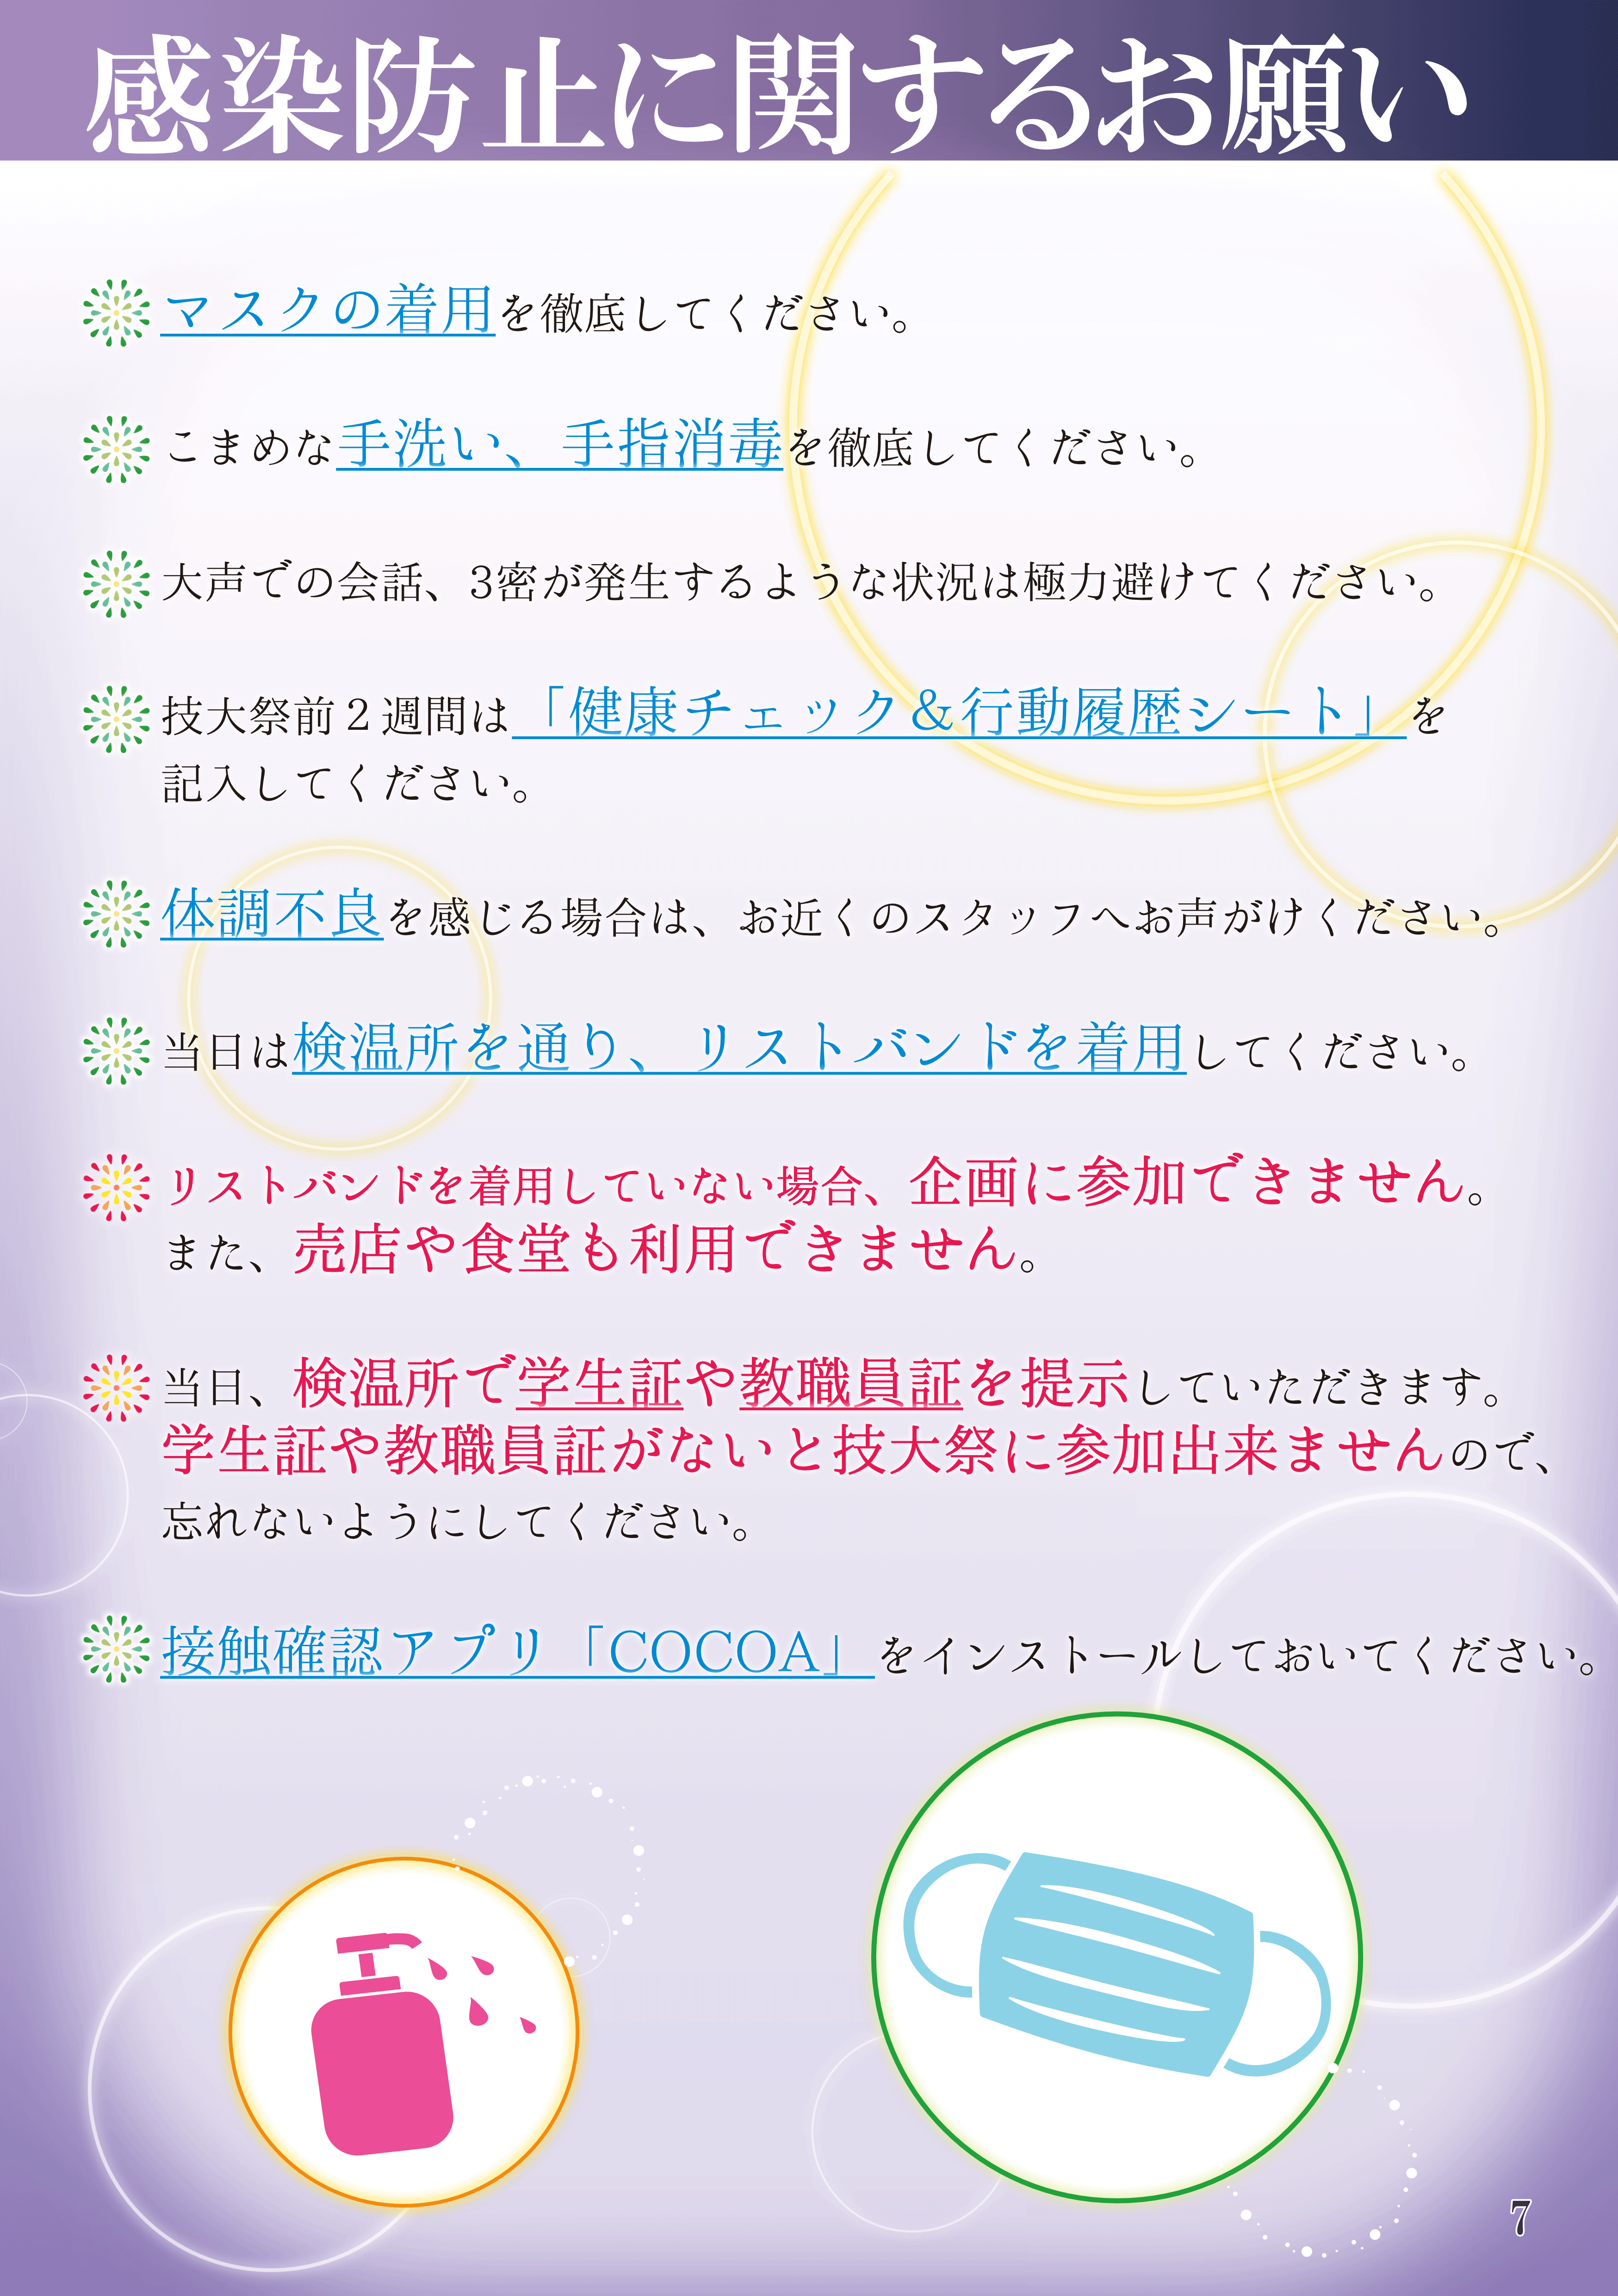 感染防止に関するお願い
マスクの着用を徹底してください。
こまめな手洗い、手指消毒を徹底してください。
大声での会話、3密が発生するような状況は極力避けてください。
技大祭前２週間は「健康チェック＆行動履歴シート」を
記入してください。
体調不良を感じる場合は、お近くのスタッフへお声がけください。
当日は検温所を通り、リストバンドを着用してください。
リストバンドを着用していない場合、企画に参加できません。
また、売店や食堂も利用できません。
当日、検温所で学生証や教職員証を提示していただきます。
学生証や教職員証がないと技大祭に参加出来ませんので、
忘れないようにしてください。
接触確認アプリ「COCOA」をインストールしておいてください。
7